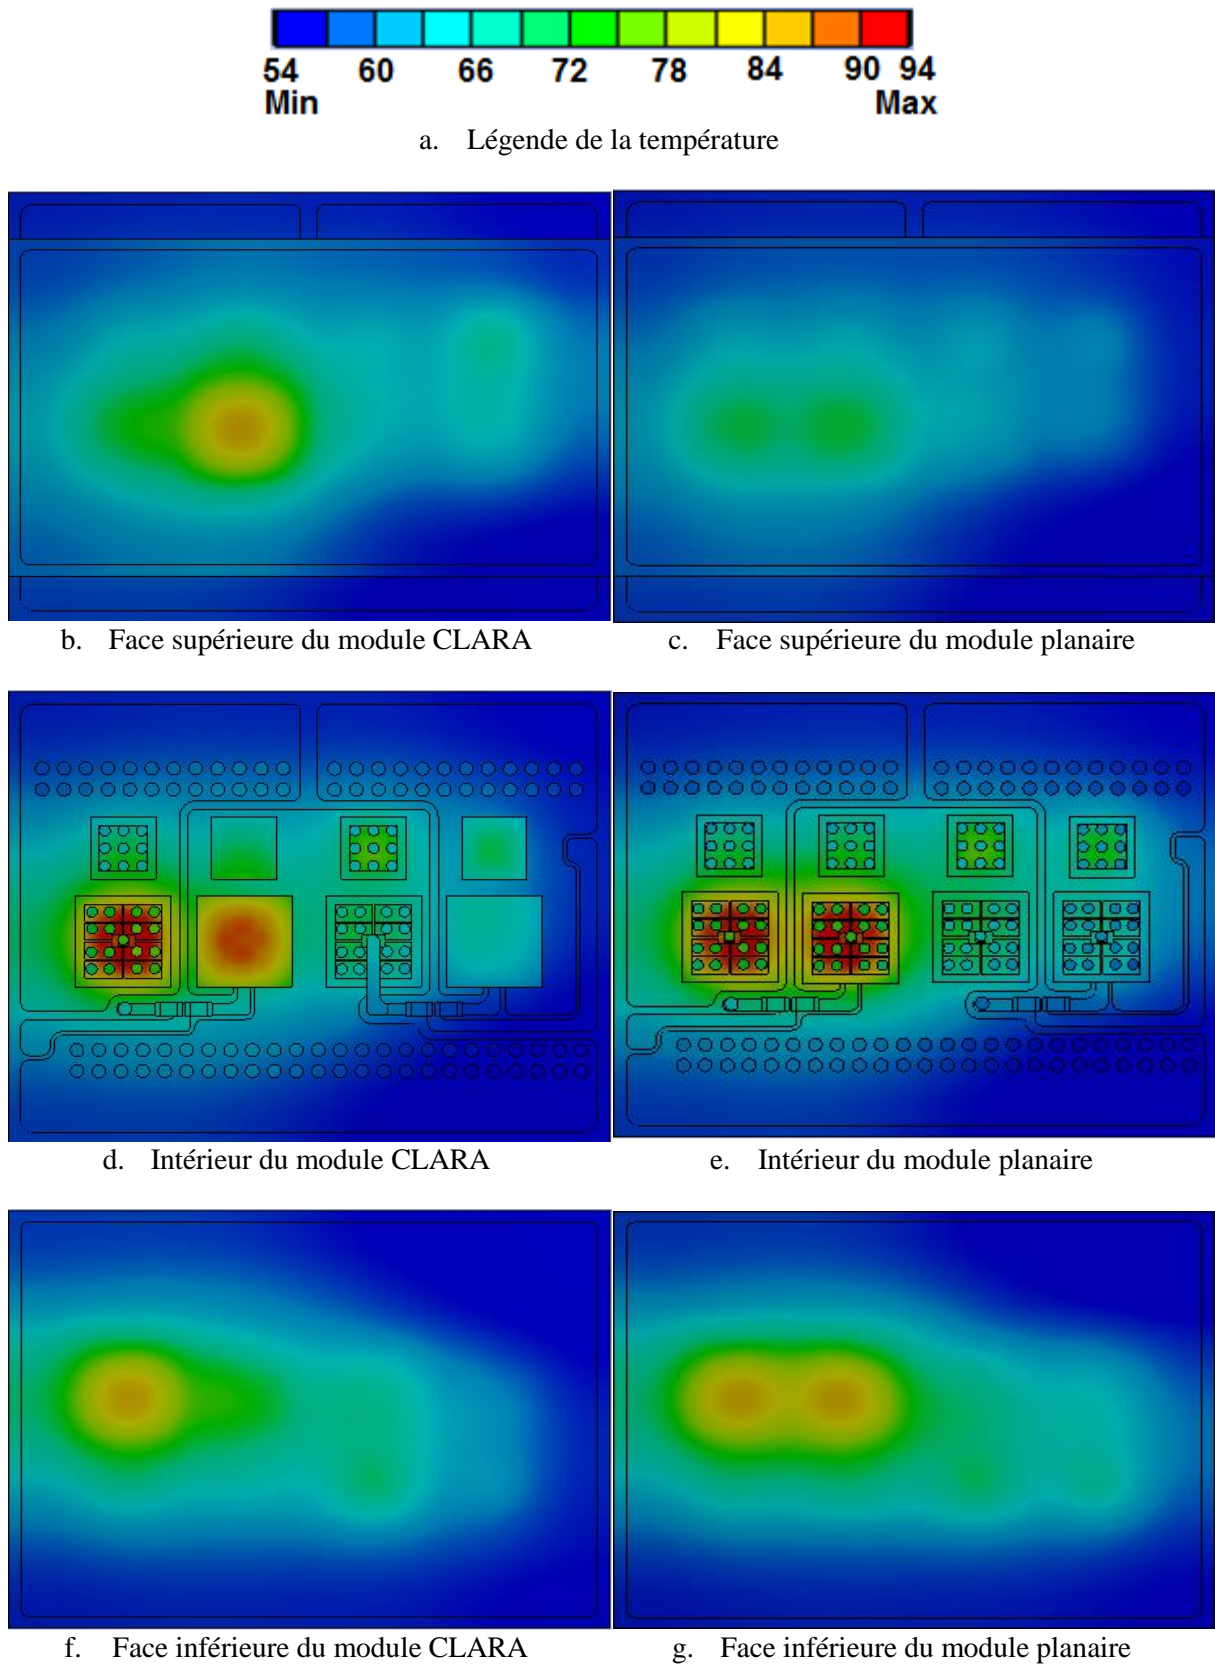 54 60 66 72 78 84 90 94
Min Max
a. Légende de la température
b. Face supérieure du module CLARA
c. Face supérieure du module planaire
d. Intérieur du module CLARA
e. Intérieur du module planaire
f. Face inférieure du module CLARA
g. Face inférieure du module planaire